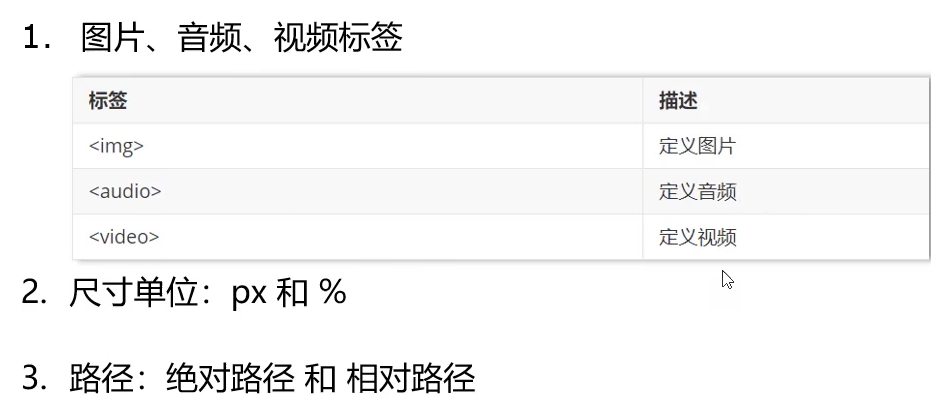 1. 图片、音频、视频标签
标签 描述
<img> 定义图片
<audio> 定义音频
<video> 定义视频
2. 尺寸单位：px 和 %
3. 路径：绝对路径 和 相对路径